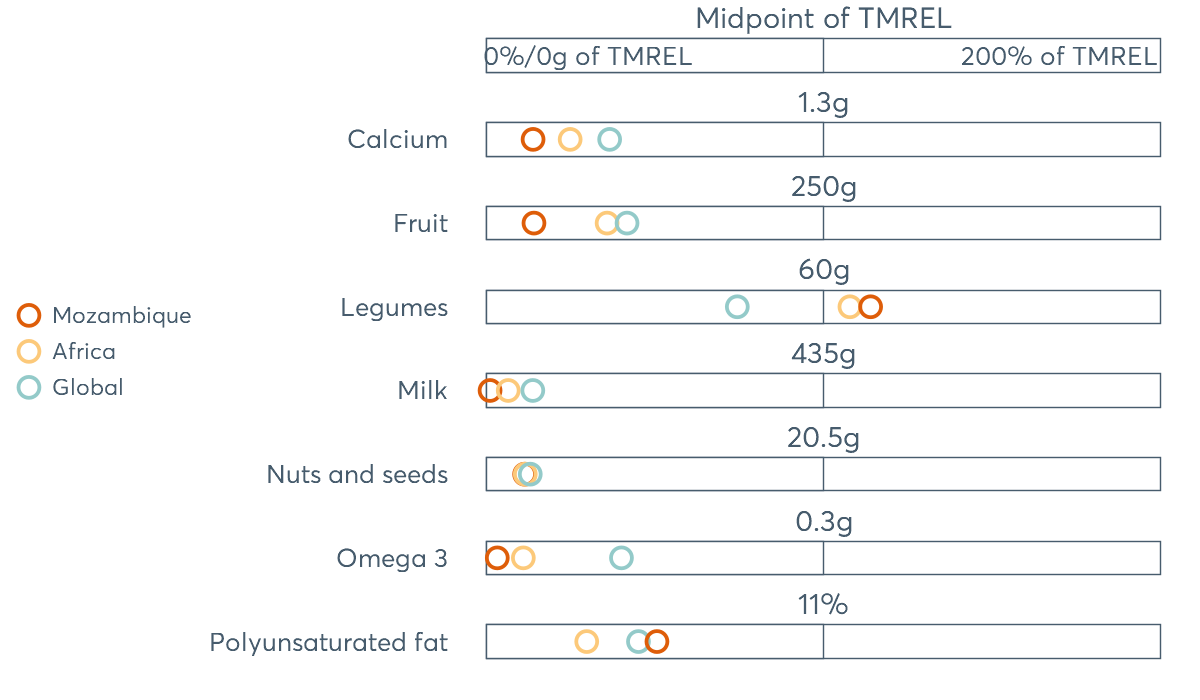 Midpoint of TMREL
0%/0g of TMREL 200% of TMREL
1.3g
Calcium
250g
Fruit
60g
Legumes
Mozambique
Africa
Global
435g
Milk
20.5g
Nuts and seeds
0.3g
Omega 3
11%
Polyunsaturated fat